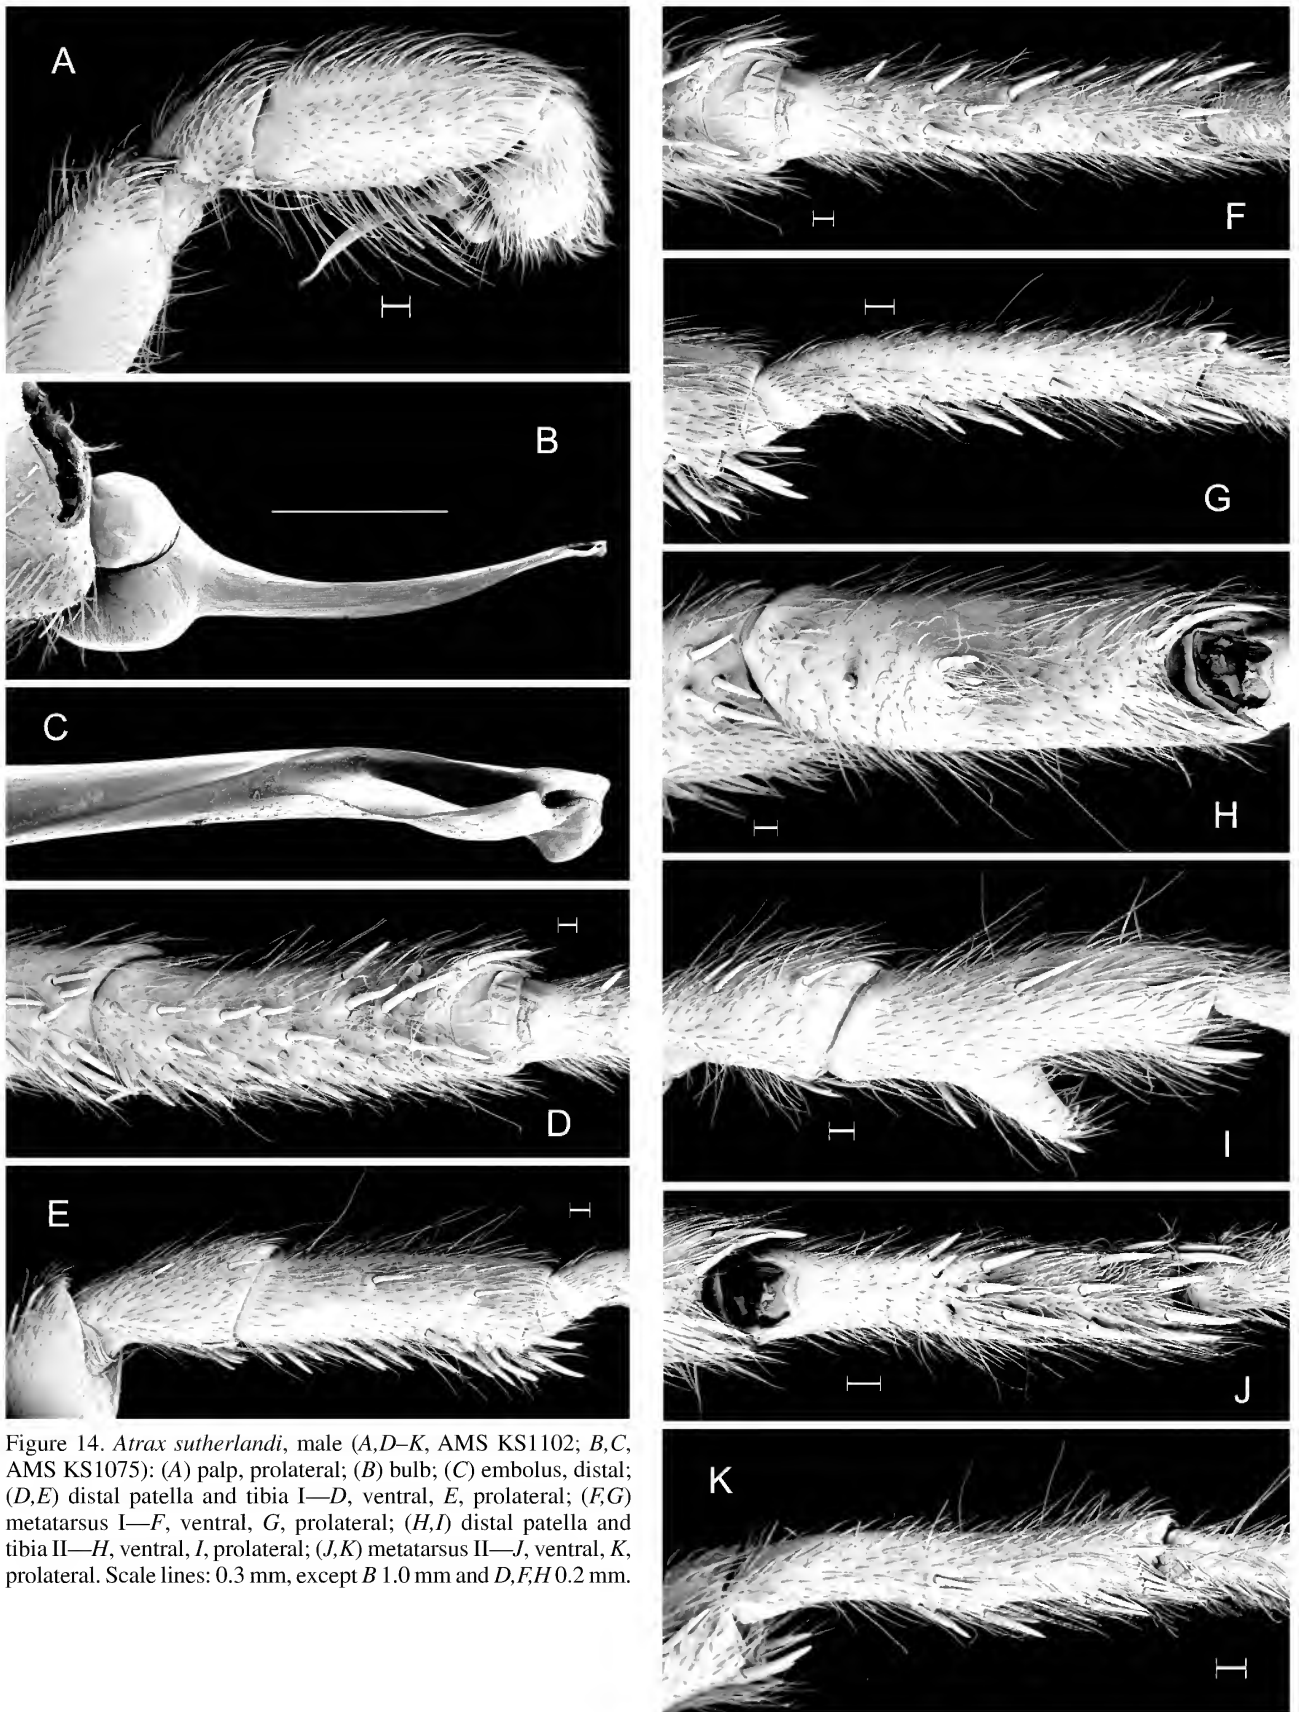 A
B
C
D
E
F
G
H
I
J
K
Figure 14. Atrax sutherlandi, male (A,D–K, AMS KS1102; B,C,
AMS KS1075): (A) palp, prolateral; (B) bulb; (C) embolus, distal;
(D,E) distal patella and tibia I—D, ventral, E, prolateral; (F,G)
metatarsus I—F, ventral, G, prolateral; (H,I) distal patella and
tibia II—H, ventral, I, prolateral; (J,K) metatarsus II—J, ventral, K,
prolateral. Scale lines: 0.3 mm, except B 1.0 mm and D,F,H 0.2 mm.